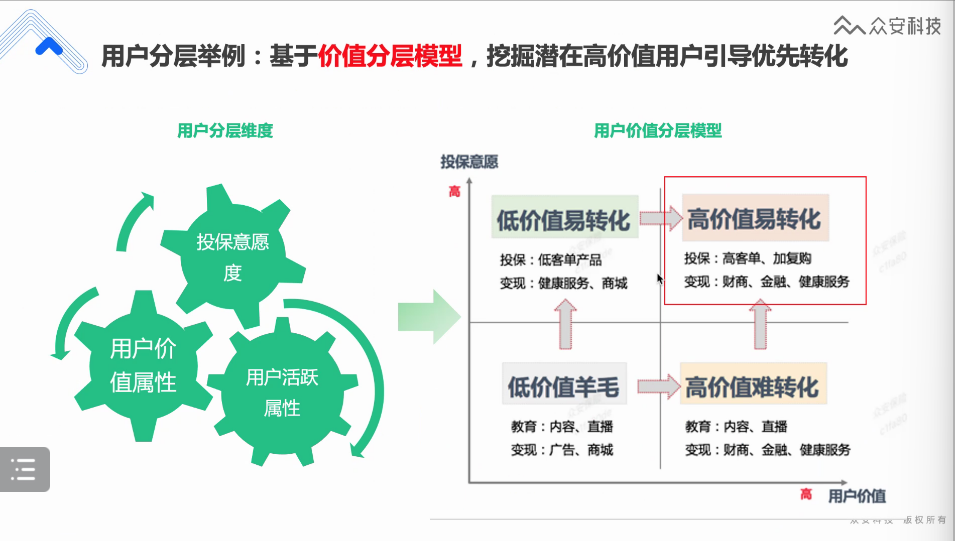 众安科技
用户分层举例：基于价值分层模型，挖掘潜在高价值用户引导优先转化
用户分层维度
投保意愿
度
用户价
值属性
用户活跃
属性
用户价值分层模型
投保意愿
高
低价值易转化
投保：低客单产品
变现：健康服务、商城
高价值易转化
投保：高客单、加复购
变现：财商、金融、健康服务
低价值羊毛
教育：内容、直播
变现：广告、商城
高价值难转化
教育：内容、直播
变现：财商、金融、健康服务
高 用户价值
众安科技 版权所有